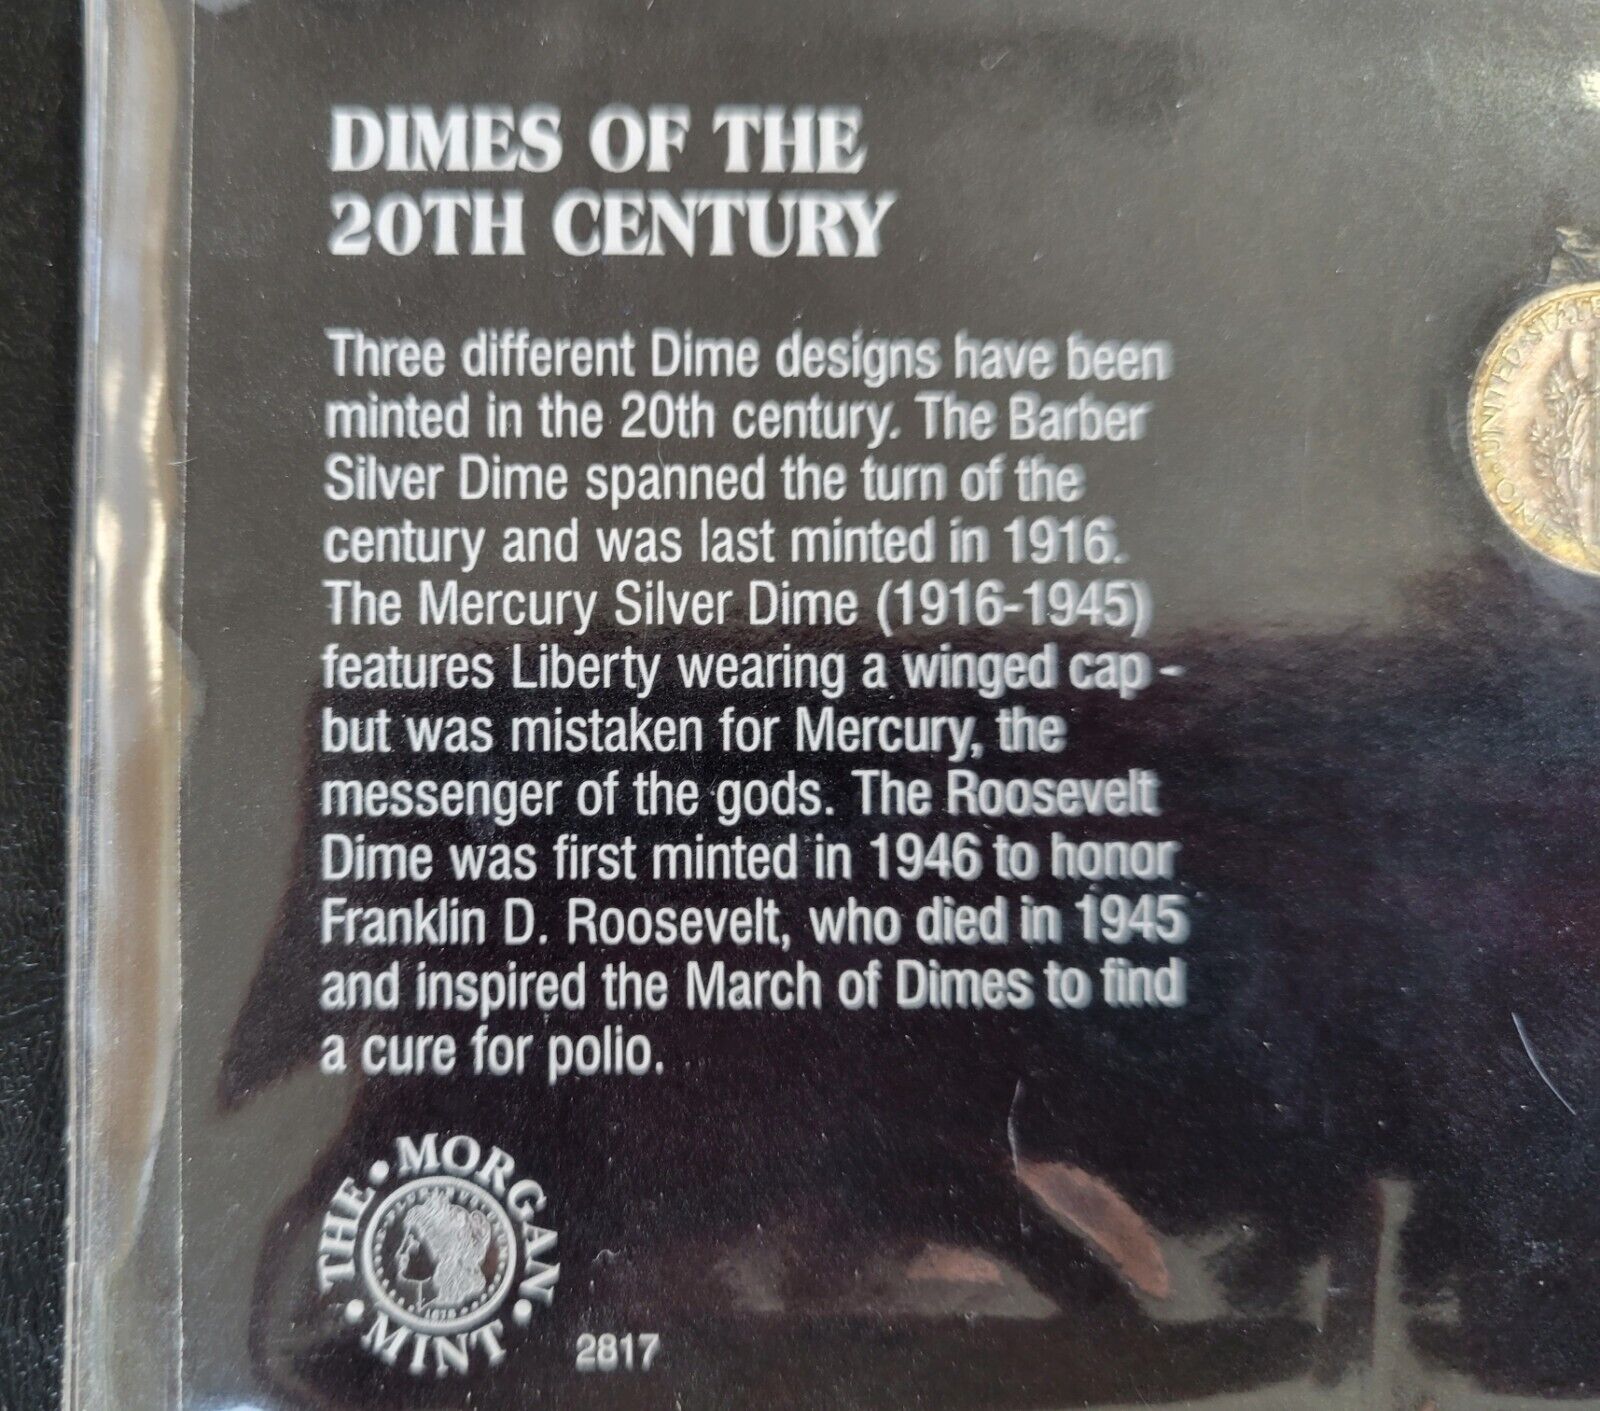 DIMES OF THE
20TH CENTURY
Three different Dime designs have been
minted in the 20th century. The Barber
Silver Dime spanned the turn of the
century and was last minted in 1916.
The Mercury Silver Dime (1916-1945)
features Liberty wearing a winged cap -
but was mistaken for Mercury, the
messenger of the gods. The Roosevelt
Dime was first minted in 1946 to honor
Franklin D. Roosevelt, who died in 1945
and inspired the March of Dimes to find
a cure for polio.
THE • MORGAN • MINT •
1878
2817
UNITED STATE